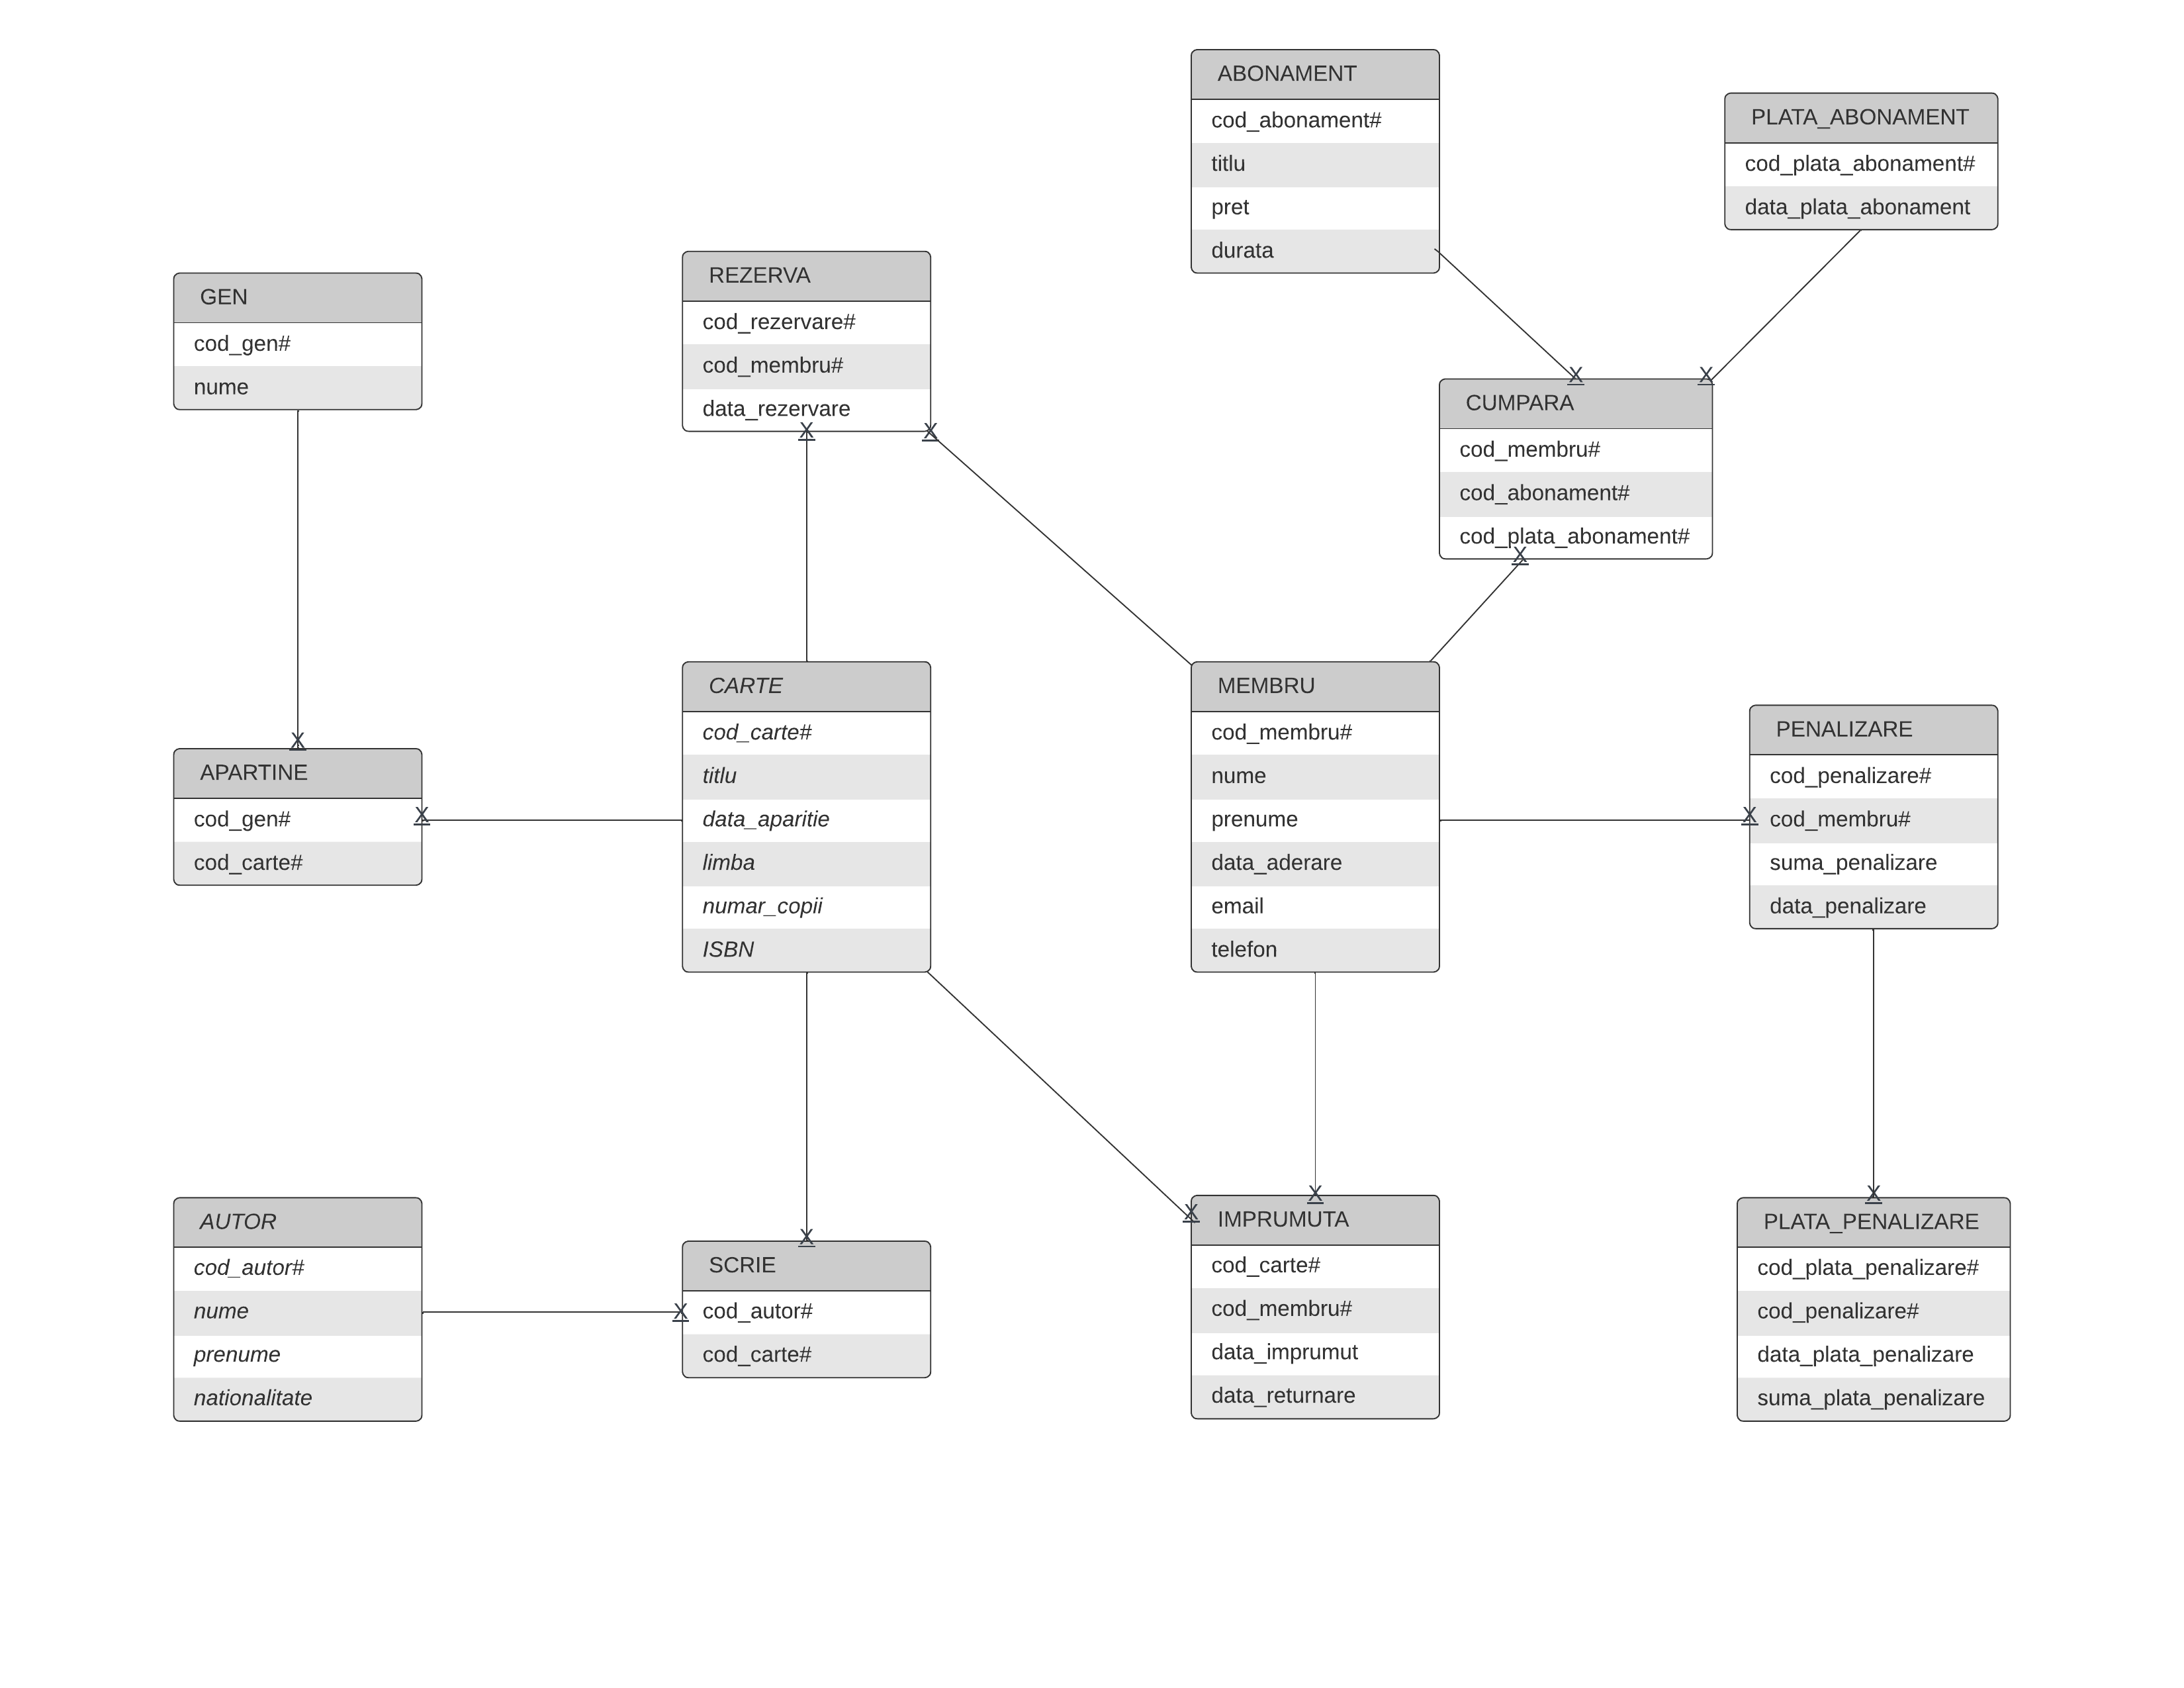 ABONAMENT
cod_abonament#
titlu
pret
durata
PLATA_ABONAMENT
cod_plata_abonament#
data_plata_abonament
GEN
cod_gen#
nume
REZERVA
cod_rezervare#
cod_membru#
data_rezervare
X
X
X
X
CUMPARA
cod_membru#
cod_abonament#
cod_plata_abonament#
X
X
APARTINE
cod_gen#
cod_carte#
X
CARTE
cod_carte#
titlu
data_aparitie
limba
numar_copii
ISBN
MEMBRU
cod_membru#
nume
prenume
data_aderare
email
telefon
X
PENALIZARE
cod_penalizare#
cod_membru#
suma_penalizare
data_penalizare
AUTOR
cod_autor#
nume
prenume
nationalitate
X
X
SCRIE
cod_autor#
cod_carte#
X
X
IMPRUMUTA
cod_carte#
cod_membru#
data_imprumut
data_returnare
X
PLATA_PENALIZARE
cod_plata_penalizare#
cod_penalizare#
data_plata_penalizare
suma_plata_penalizare